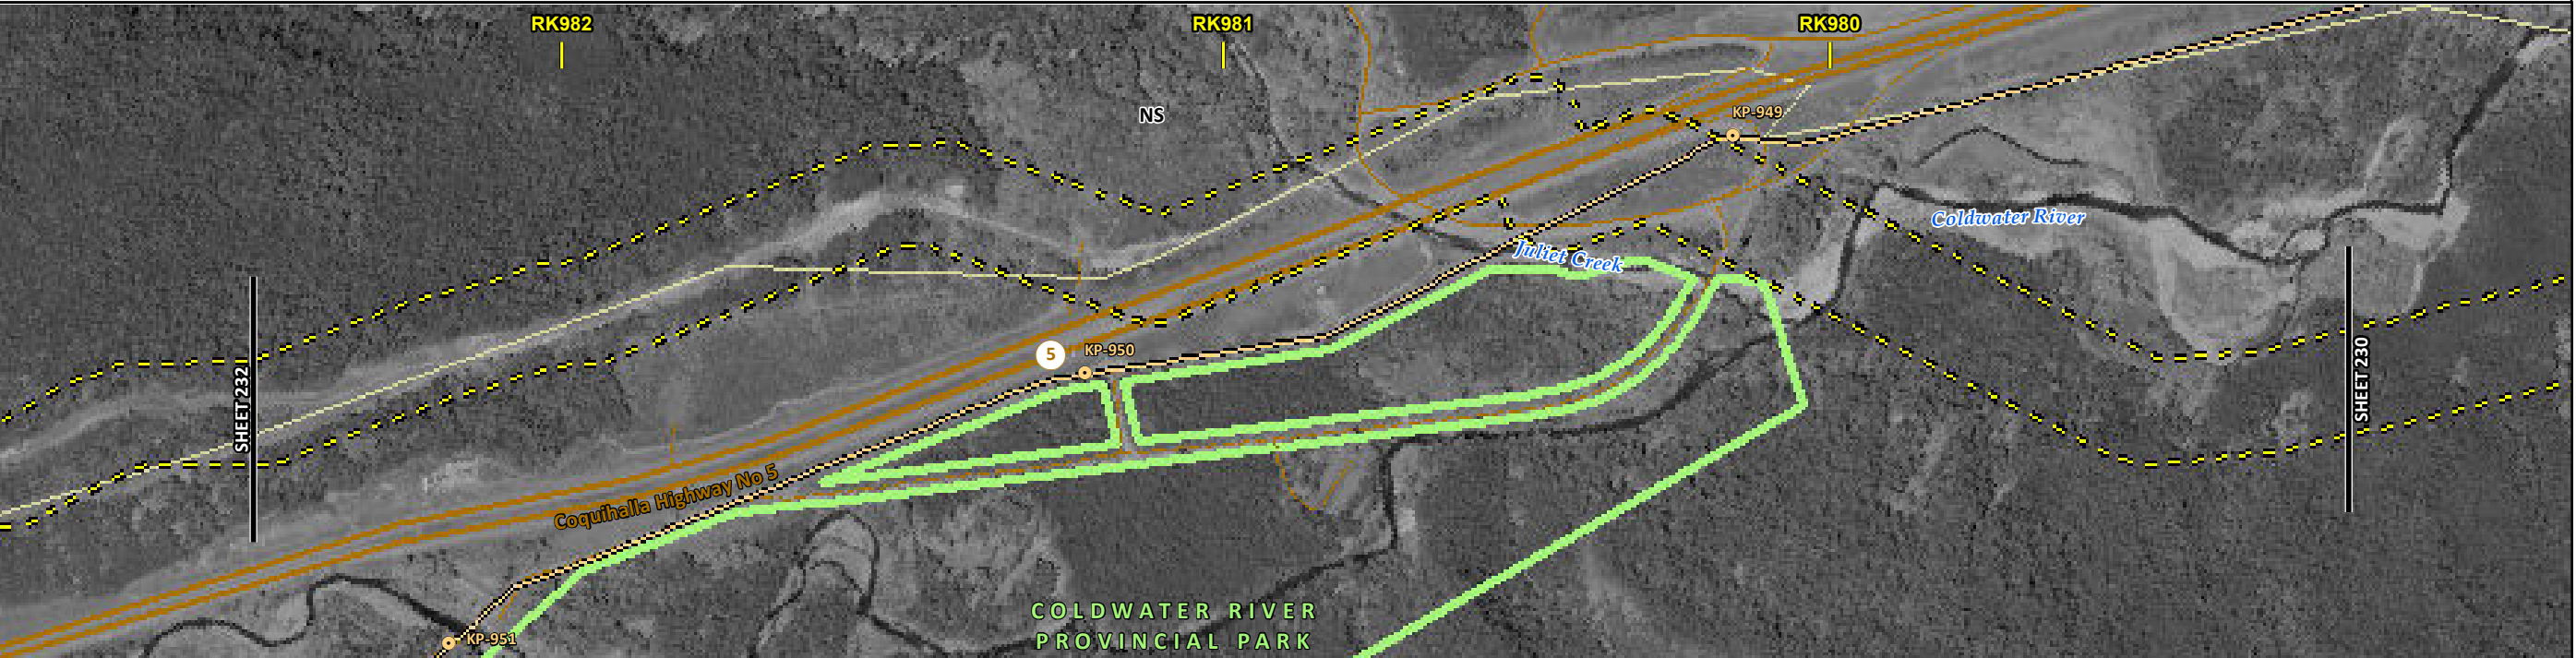 RK982
RK981
RK980
NS
KP-949
Coldwater River
Juliet Creek
SHEET 232
SHEET 230
5
KP-950
Coquihalla Highway No 5
COLDWATER RIVER
PROVINCIAL PARK
KP-951